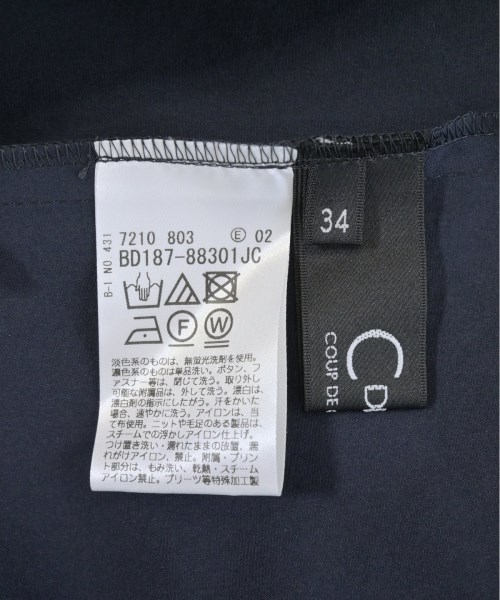 B-1 NO.431
7210 803 Ⓔ 02
BD187-88301JC
F W
淡色系のものは、無蛍光洗剤を使用。
濃色系のものは単品洗い。ボタン、フ
ァスナー等は、閉じて洗う。取り外し
可能な附属品は、外して洗う。漂白は
漂白剤の指示にしたがう。汗をかいた
場合、速やかに洗う。アイロンは、当
て布使用。ニットや毛足のある製品は、
スチームでの浮かしアイロン仕上げ。
つけ置き洗い・濡れたままの放置、濡
れがけアイロン、禁止。附属・プリン
ト部分は、もみ洗い、乾熱・スチーム
アイロン禁止。プリーツ等特殊加工製
34
C D
COUP DE